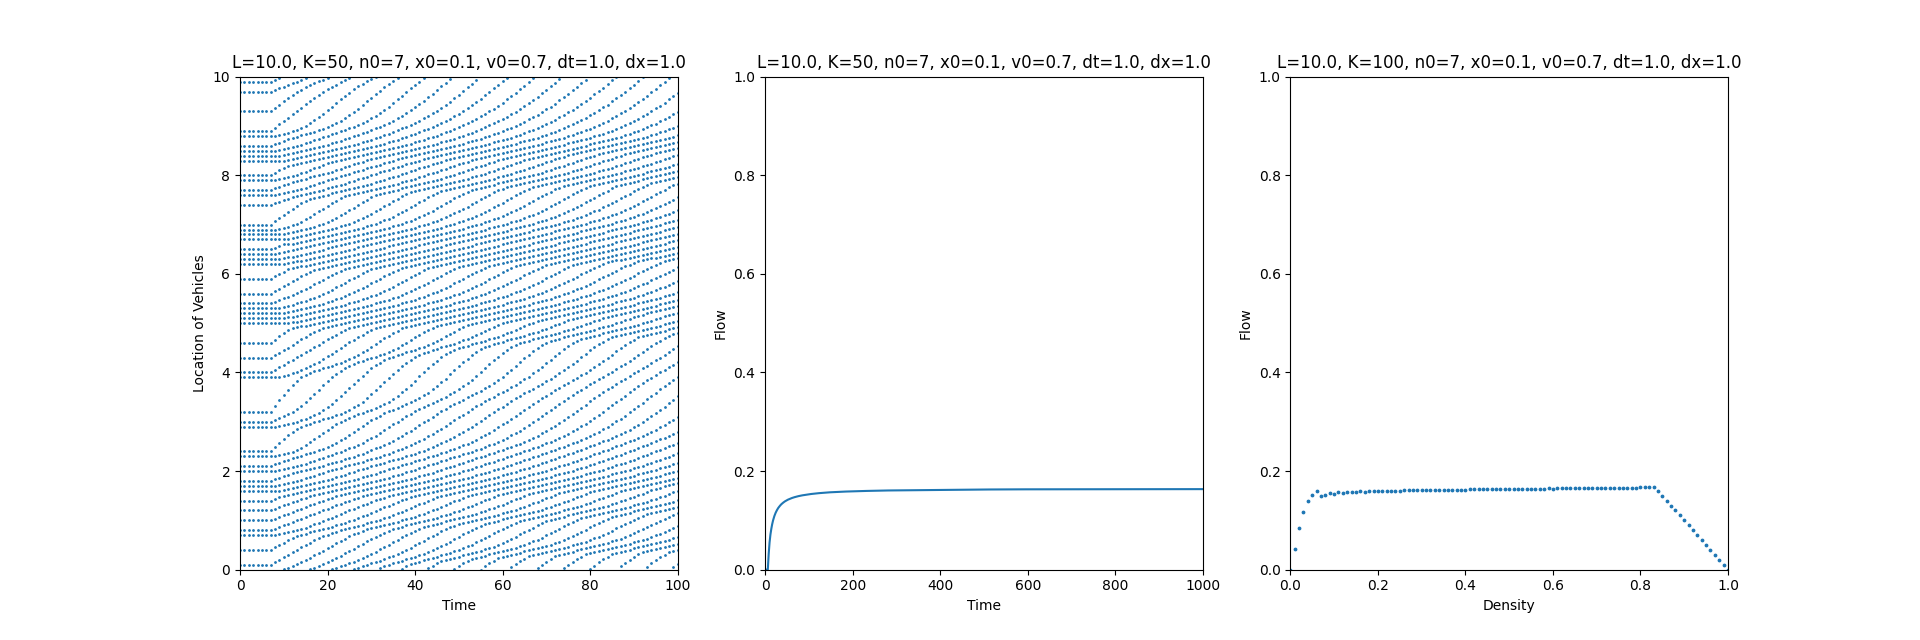 L=10.0, K=50, n0=7, x0=0.1, v0=0.7, dt=1.0, dx=1.0
10
8
6
4
2
0
Location of Vehicles
0 20 40 60 80 100
Time
L=10.0, K=50, n0=7, x0=0.1, v0=0.7, dt=1.0, dx=1.0
1.0
0.8
0.6
0.4
0.2
0.0
Flow
0 200 400 600 800 1000
Time
L=10.0, K=100, n0=7, x0=0.1, v0=0.7, dt=1.0, dx=1.0
1.0
0.8
0.6
0.4
0.2
0.0
Flow
0.0 0.2 0.4 0.6 0.8 1.0
Density